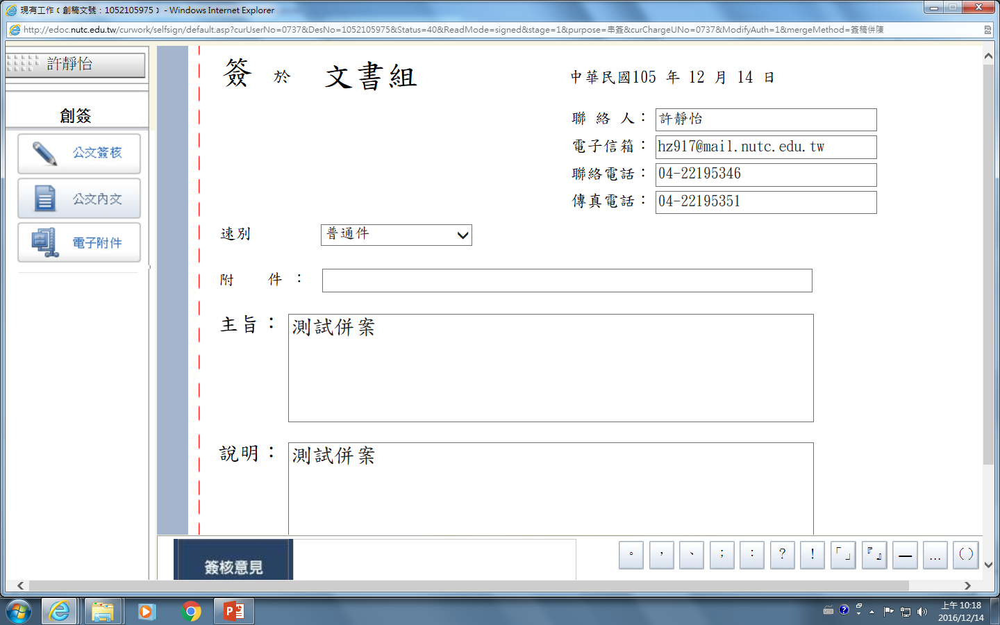 現有工作﹝創稿文號：1052105975﹞ - Windows Internet Explorer
http://edoc.nutc.edu.tw/curwork/selfsign/default.asp?curUserNo=0737&DesNo=1052105975&Status=40&ReadMode=signed&stage=1&purpose=串簽&curChargeUNo=0737&ModifyAuth=1&mergeMethod=簽稿併陳
許靜怡
創簽
公文簽核
公文內文
電子附件
簽 於 文書組
中華民國105 年 12 月 14 日
聯 絡 人： 許靜怡
電子信箱： hz917@mail.nutc.edu.tw
聯絡電話： 04-22195346
傳真電話： 04-22195351
速別 普通件
附 件：
主旨： 測試併案
說明： 測試併案
簽核意見
。 ， 、 ； ： ？ ！ 「」 『』 — … （）
上午 10:18
2016/12/14